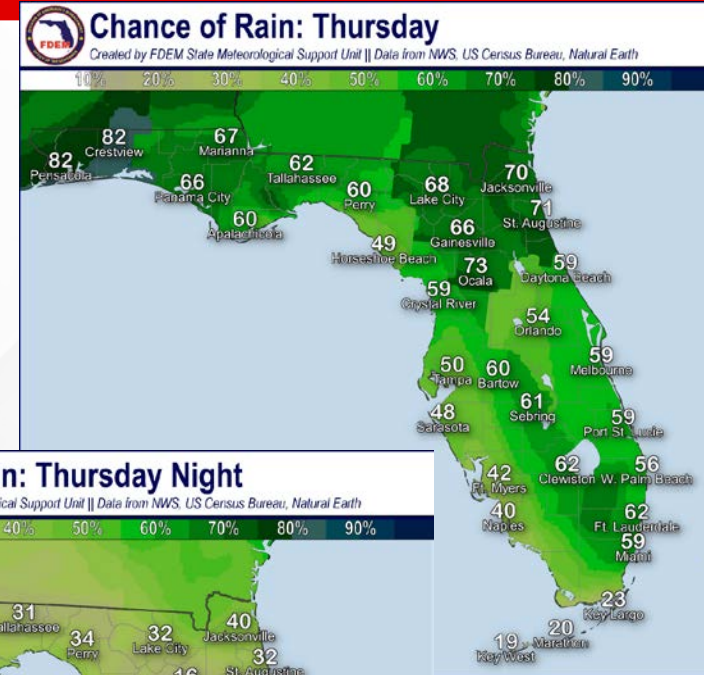 FDEM
Chance of Rain: Thursday
Created by FDEM State Meteorological Support Unit || Data from NWS, US Census Bureau, Natural Earth
10% 20% 30% 40% 50% 60% 70% 80% 90%
82
Crestview
67
Marianna
82
Pensacola
62
Tallahassee
66
Panama City
60
Perry
68
Lake City
70
Jacksonville
60
Apalachicola
71
St. Augustine
66
Gainesville
49
Horseshoe Beach
73
Ocala
59
Daytona Beach
59
Crystal River
54
Orlando
59
Melbourne
50
Tampa
60
Bartow
61
Sebring
48
Sarasota
59
Port St. Lucie
42
Ft. Myers
62
Clewiston
56
W. Palm Beach
40
Naples
62
Ft. Lauderdale
59
Miami
23
Key Largo
20
Marathon
19
Key West
n: Thursday Night
ical Support Unit || Data from NWS, US Census Bureau, Natural Earth
40% 50% 60% 70% 80% 90%
31
allahassee
34
Perry
32
Lake City
40
Jacksonville
32
St. Augustine
16